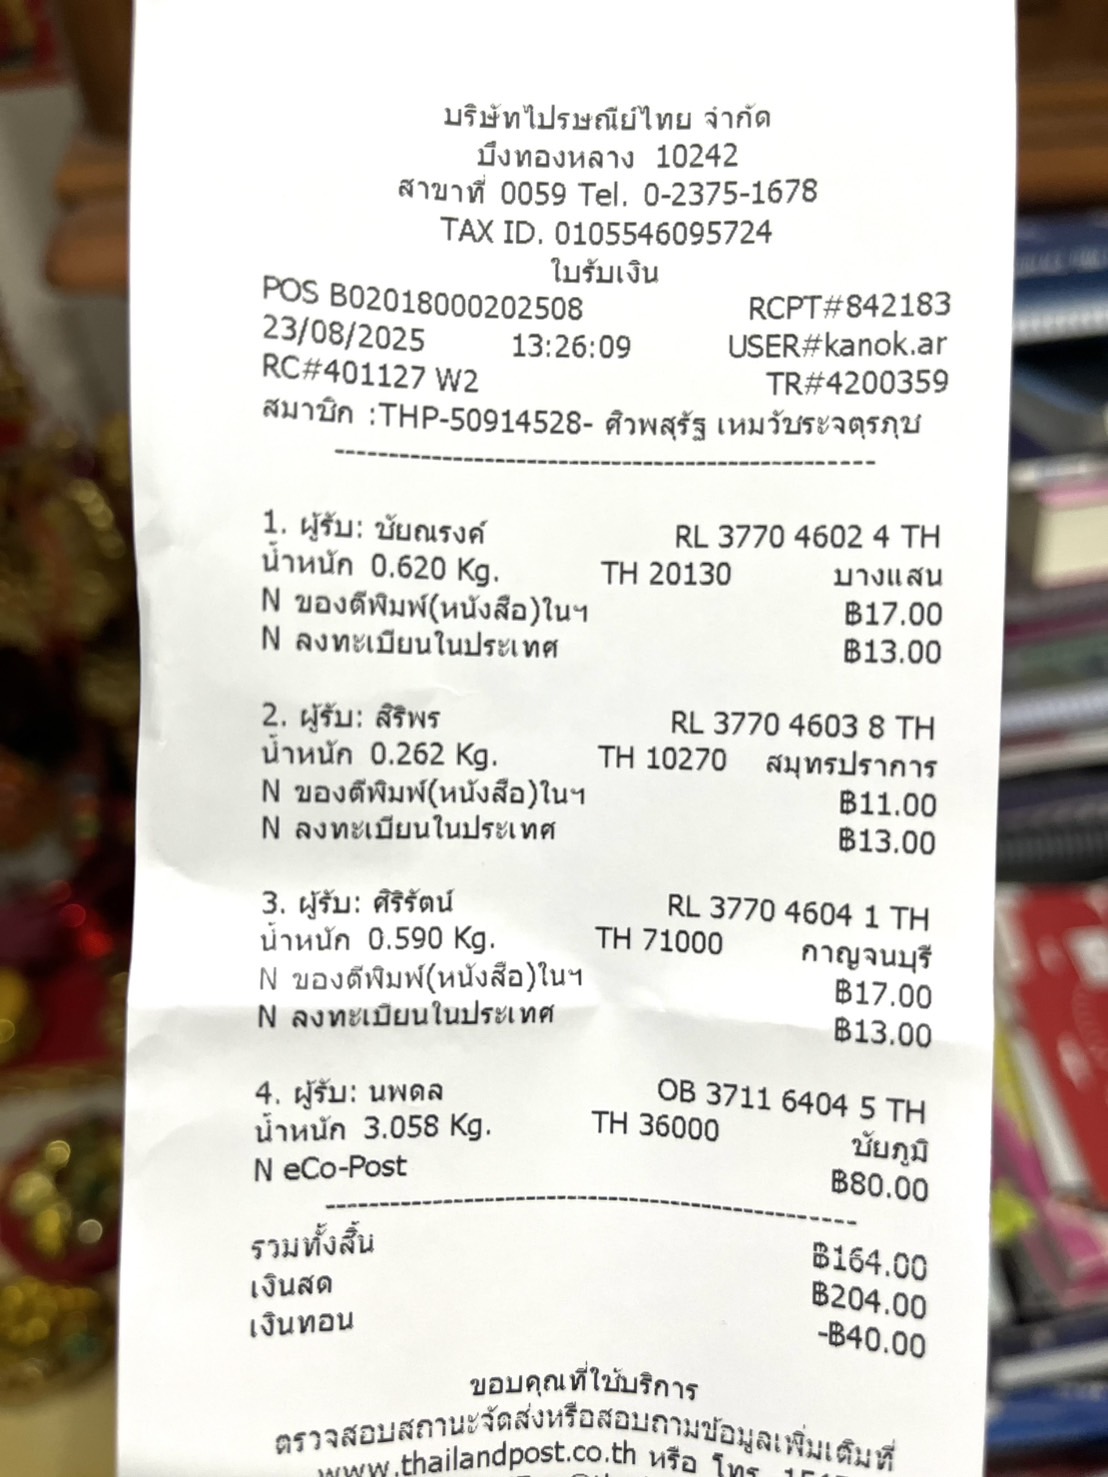 บริษัทไปรษณีย์ไทย จำกัด
บึงทองหลาง 10242
สาขาที่ 0059 Tel. 0-2375-1678
TAX ID. 0105546095724
ใบรับเงิน
POS B02018000202508 RCPT#842183
23/08/2025 13:26:09 USER#kanok.ar
RC#401127 W2 TR#4200359
สมาชิก :THP-50914528- ศิวพสุรัฐ เหมวัชระจตุรภุช
1. ผู้รับ: ชัยณรงค์ RL 3770 4602 4 TH
น้ำหนัก 0.620 Kg. TH 20130 บางแสน
N ของตีพิมพ์(หนังสือ)ในฯ ฿17.00
N ลงทะเบียนในประเทศ ฿13.00
2. ผู้รับ: สิริพร RL 3770 4603 8 TH
น้ำหนัก 0.262 Kg. TH 10270 สมุทรปราการ
N ของตีพิมพ์(หนังสือ)ในฯ ฿11.00
N ลงทะเบียนในประเทศ ฿13.00
3. ผู้รับ: ศิริรัตน์ RL 3770 4604 1 TH
น้ำหนัก 0.590 Kg. TH 71000 กาญจนบุรี
N ของตีพิมพ์(หนังสือ)ในฯ ฿17.00
N ลงทะเบียนในประเทศ ฿13.00
4. ผู้รับ: นพดล OB 3711 6404 5 TH
น้ำหนัก 3.058 Kg. TH 36000 ชัยภูมิ
N eCo-Post ฿80.00
รวมทั้งสิ้น ฿164.00
เงินสด ฿204.00
เงินทอน -฿40.00
ขอบคุณที่ใช้บริการ
ตรวจสอบสถานะจัดส่งหรือสอบถามข้อมูลเพิ่มเติมที่
www.thailandpost.co.th หรือ โทร